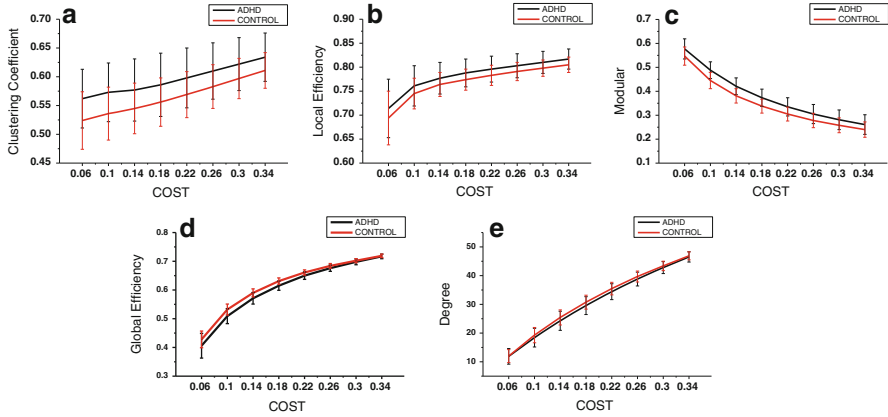 a
ADHD
CONTROL
Clustering Coefficient
0.70
0.65
0.60
0.55
0.50
0.45
0.06 0.1 0.14 0.18 0.22 0.26 0.3 0.34
COST
b
ADHD
CONTROL
Local Efficiency
0.90
0.85
0.80
0.75
0.70
0.65
0.60
0.06 0.1 0.14 0.18 0.22 0.26 0.3 0.34
COST
c
ADHD
CONTROL
Modular
0.7
0.6
0.5
0.4
0.3
0.2
0.1
0.06 0.1 0.14 0.18 0.22 0.26 0.3 0.34
COST
d
ADHD
CONTROL
Global Efficiency
0.8
0.7
0.6
0.5
0.4
0.3
0.06 0.1 0.14 0.18 0.22 0.26 0.3 0.34
COST
e
ADHD
CONTROL
Degree
50
40
30
20
10
0.06 0.1 0.14 0.18 0.22 0.26 0.3 0.34
COST